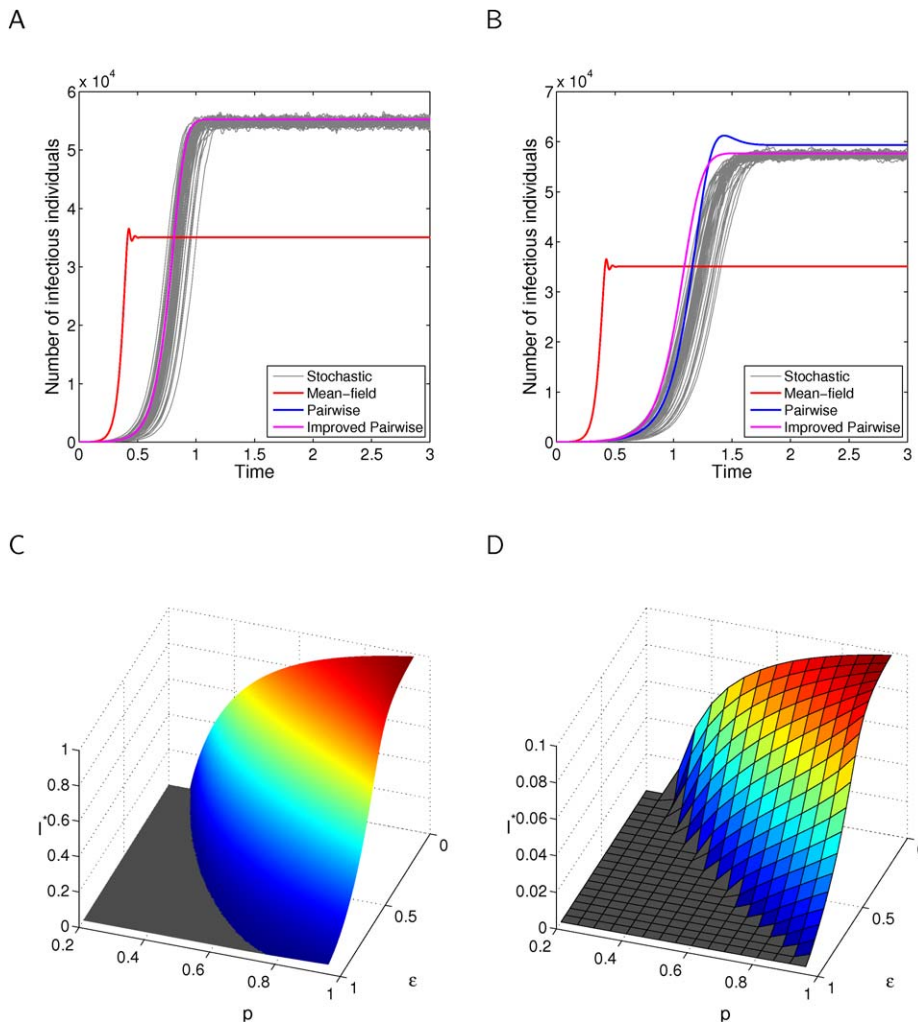 A
B
x 10⁴
6
5
4
3
2
1
0
Number of infectious individuals
0
0.5
1
1.5
2
2.5
3
Time
Stochastic
Mean-field
Pairwise
Improved Pairwise
x 10⁴
7
6
5
4
3
2
1
0
Number of infectious individuals
0
0.5
1
1.5
2
2.5
3
Time
Stochastic
Mean-field
Pairwise
Improved Pairwise
C
D
1
0.8
0.6
0.4
0.2
0
I*
0.2
0.4
0.6
0.8
1
p
1
0.5
0
ε
0.1
0.08
0.06
0.04
0.02
0
I*
0.2
0.4
0.6
0.8
1
p
1
0.5
0
ε